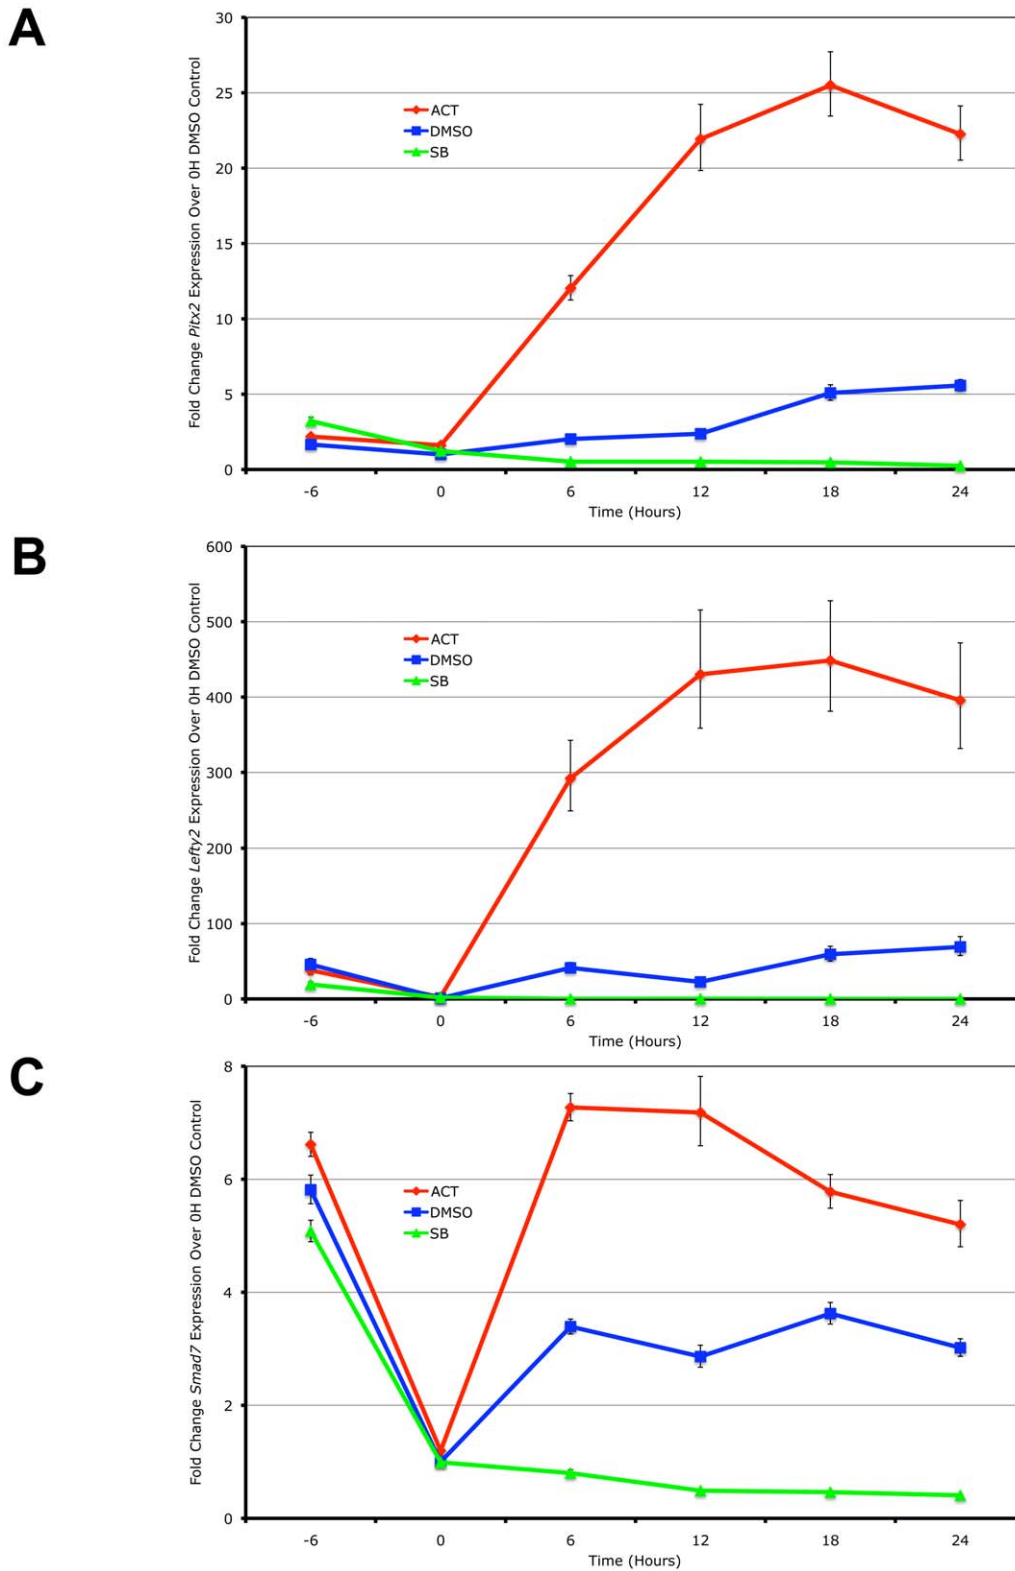 A
Fold Change Pitx2 Expression Over 0H DMSO Control
30
25
20
15
10
5
0
ACT
DMSO
SB
-6 0 6 12 18 24
Time (Hours)
B
Fold Change Lefty2 Expression Over 0H DMSO Control
600
500
400
300
200
100
0
ACT
DMSO
SB
-6 0 6 12 18 24
Time (Hours)
C
Fold Change Smad7 Expression Over 0H DMSO Control
8
6
4
2
0
ACT
DMSO
SB
-6 0 6 12 18 24
Time (Hours)